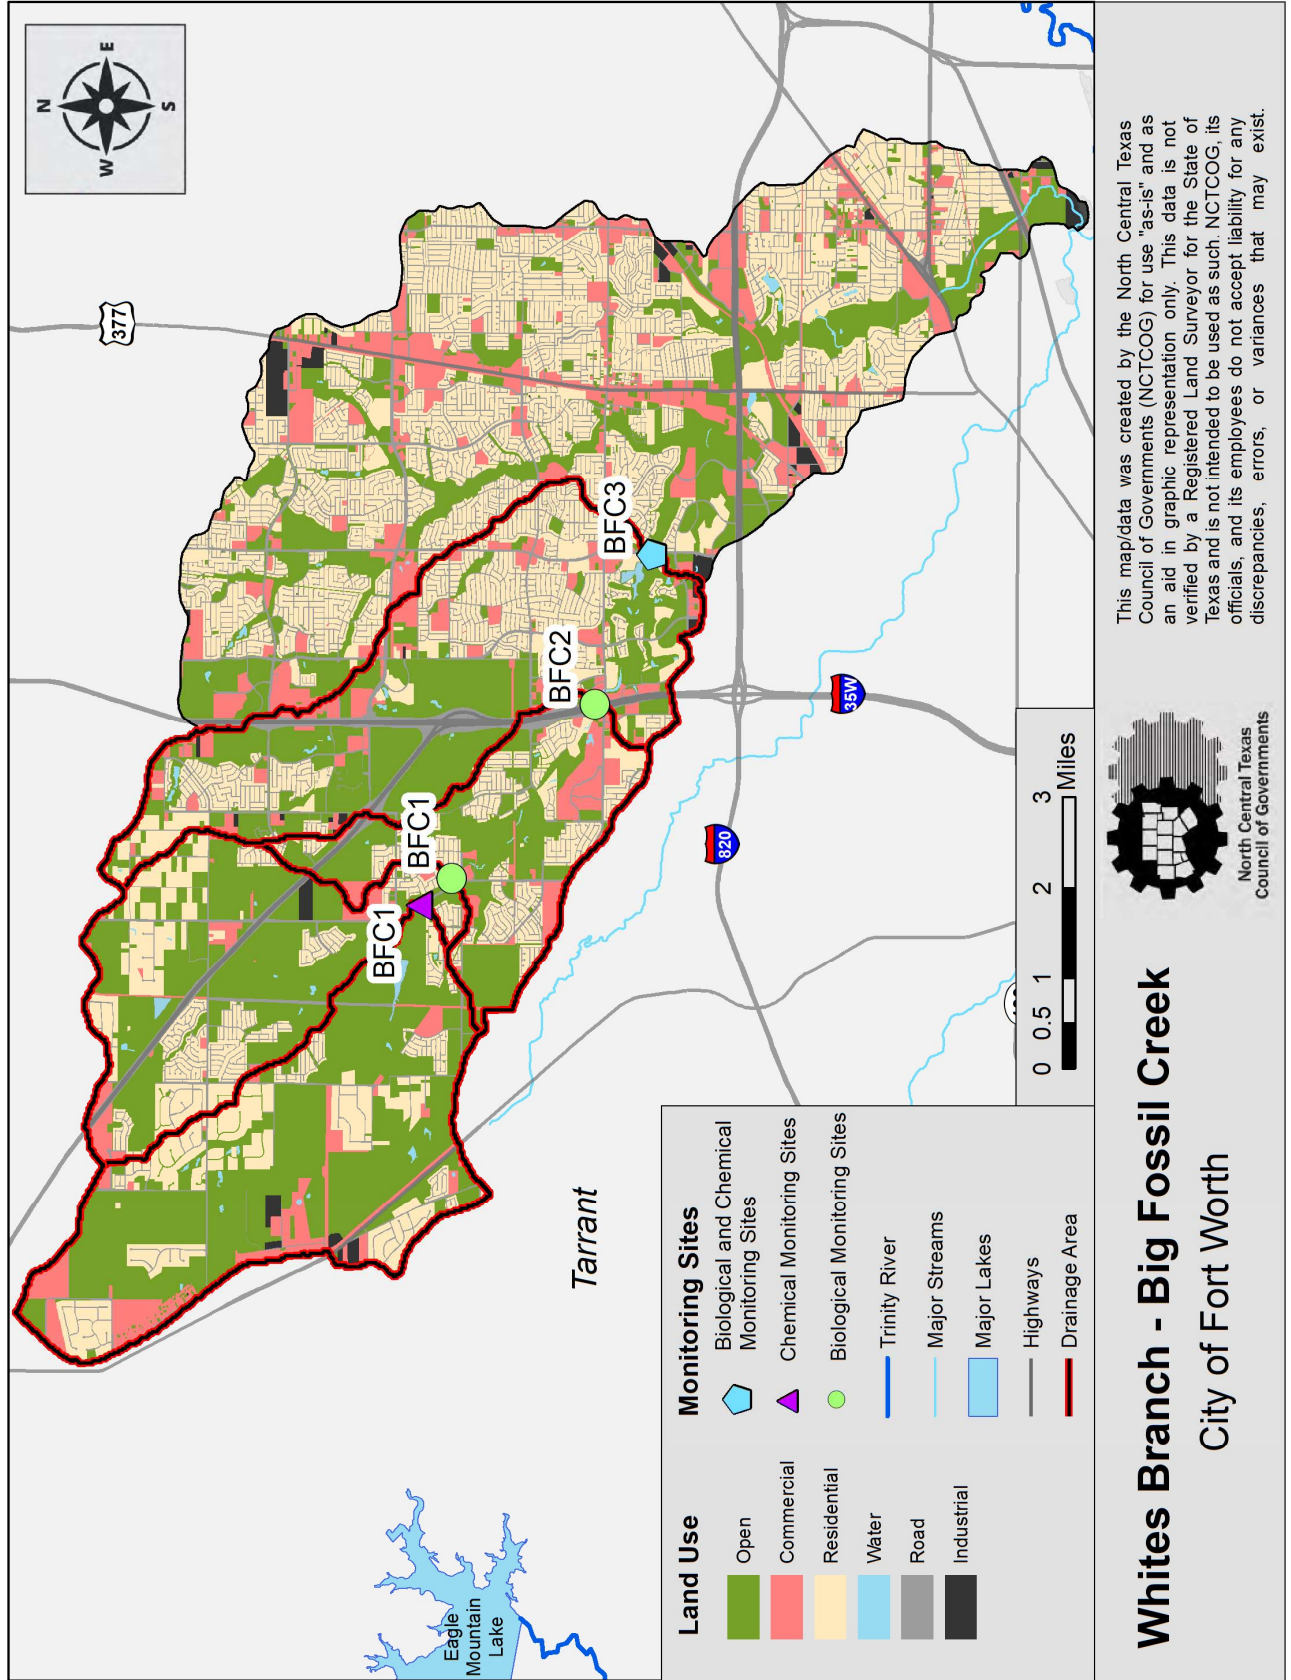 N
W
E
S
377
BFC3
BFC2
BFC1
BFC1
35W
820
Tarrant
Eagle
Mountain
Lake
Land Use
Open
Commercial
Residential
Water
Road
Industrial
Monitoring Sites
Biological and Chemical
Monitoring Sites
Chemical Monitoring Sites
Biological Monitoring Sites
Trinity River
Major Streams
Major Lakes
Highways
Drainage Area
0 0.5 1 2 3
Miles
Whites Branch - Big Fossil Creek
City of Fort Worth
North Central Texas
Council of Governments
This map/data was created by the North Central Texas
Council of Governments (NCTCOG) for use "as-is" and as
an aid in graphic representation only. This data is not
verified by a Registered Land Surveyor for the State of
Texas and is not intended to be used as such. NCTCOG, its
officials, and its employees do not accept liability for any
discrepancies, errors, or variances that may exist.